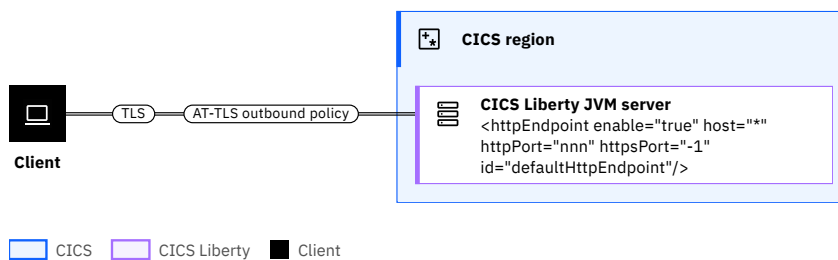 CICS region
CICS Liberty JVM server
<httpEndpoint enable="true" host="*"
httpPort="nnn" httpsPort="-1"
id="defaultHttpEndpoint"/>
TLS
AT-TLS outbound policy
Client
CICS
CICS Liberty
Client